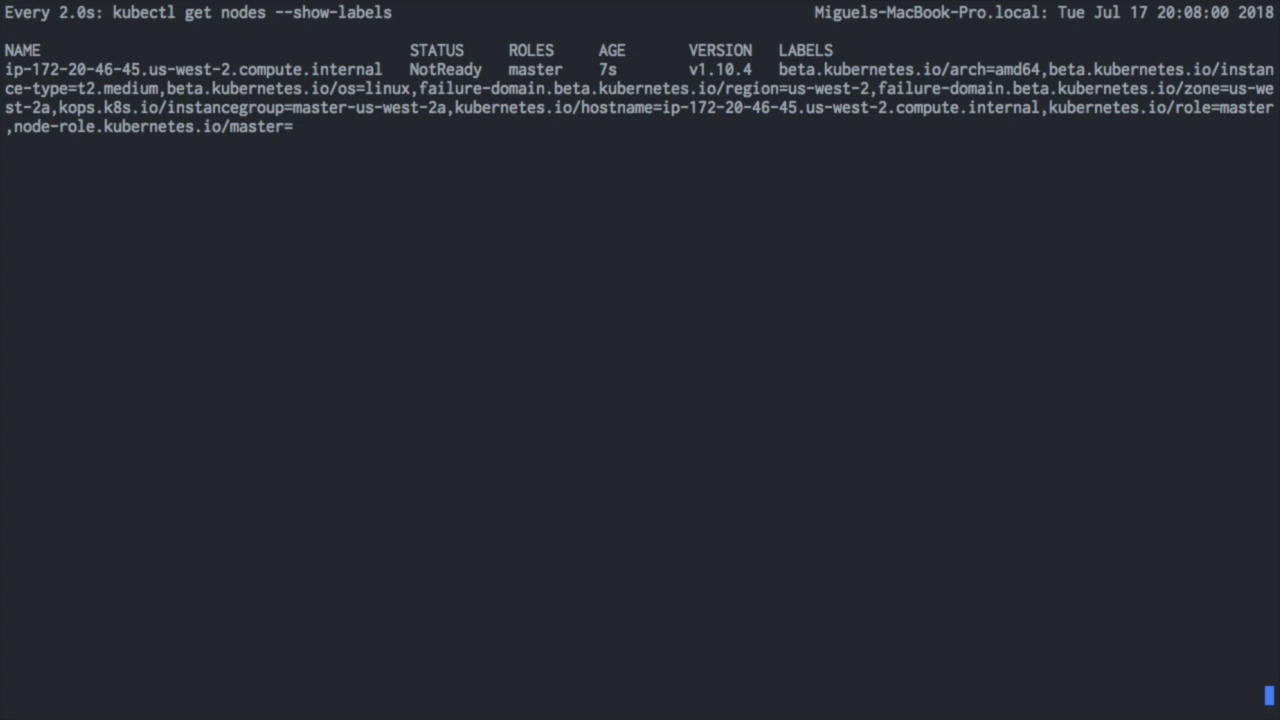 Every 2.0s: kubectl get nodes --show-labels Miguels-MacBook-Pro.local: Tue Jul 17 20:08:00 2018
NAME STATUS ROLES AGE VERSION LABELS
ip-172-20-46-45.us-west-2.compute.internal NotReady master 7s v1.10.4 beta.kubernetes.io/arch=amd64,beta.kubernetes.io/instan
ce-type=t2.medium,beta.kubernetes.io/os=linux,failure-domain.beta.kubernetes.io/region=us-west-2,failure-domain.beta.kubernetes.io/zone=us-we
st-2a,kops.k8s.io/instancegroup=master-us-west-2a,kubernetes.io/hostname=ip-172-20-46-45.us-west-2.compute.internal,kubernetes.io/role=master
,node-role.kubernetes.io/master=